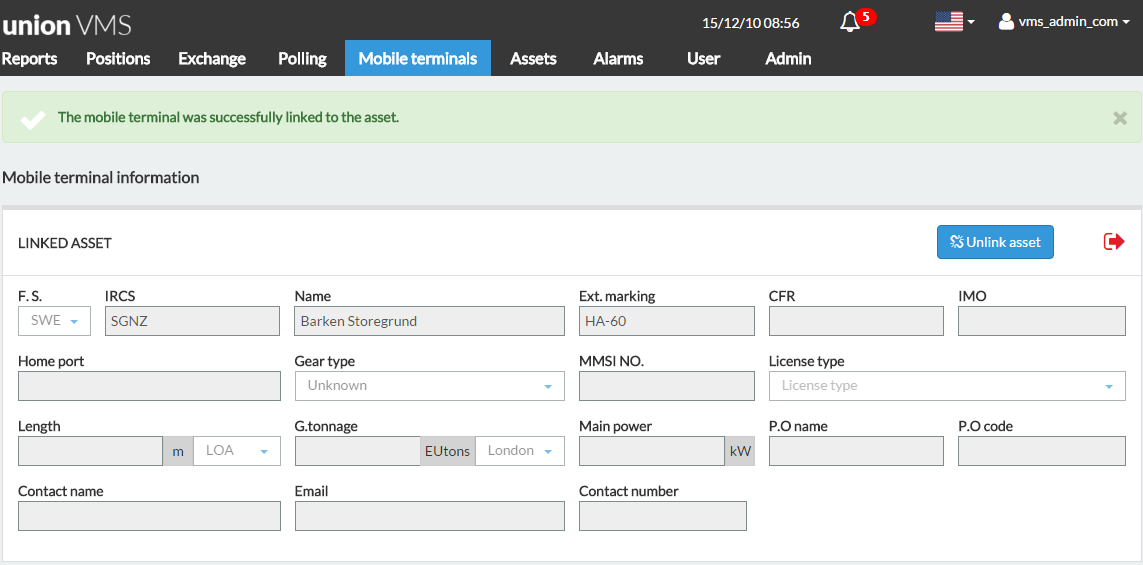 union VMS
15/12/10 08:56
5
vms_admin_com
Reports Positions Exchange Polling Mobile terminals Assets Alarms User Admin
The mobile terminal was successfully linked to the asset.
Mobile terminal information
LINKED ASSET
Unlink asset
F. S. IRCS Name Ext. marking CFR IMO
SWE SGNZ Barken Storegrund HA-60
Home port Gear type MMSI NO. License type
Unknown License type
Length G.tonnage Main power P.O name P.O code
m LOA EUtons London kW
Contact name Email Contact number